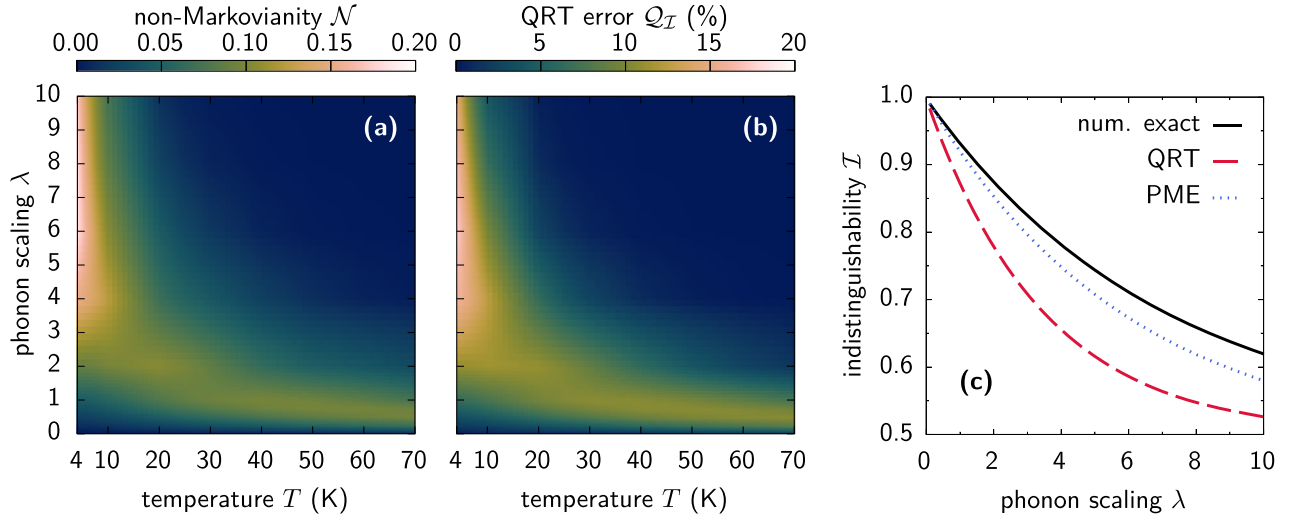 non-Markovianity 𝒩
0.00 0.05 0.10 0.15 0.20
phonon scaling λ
10
9
8
7
6
5
4
3
2
1
0
(a)
4 10 20 30 40 50 60 70
temperature T (K)
QRT error 𝒬_ℐ (%)
0 5 10 15 20
(b)
4 10 20 30 40 50 60 70
temperature T (K)
indistinguishability ℐ
1.0
0.9
0.8
0.7
0.6
0.5
num. exact
QRT
PME
(c)
0 2 4 6 8 10
phonon scaling λ